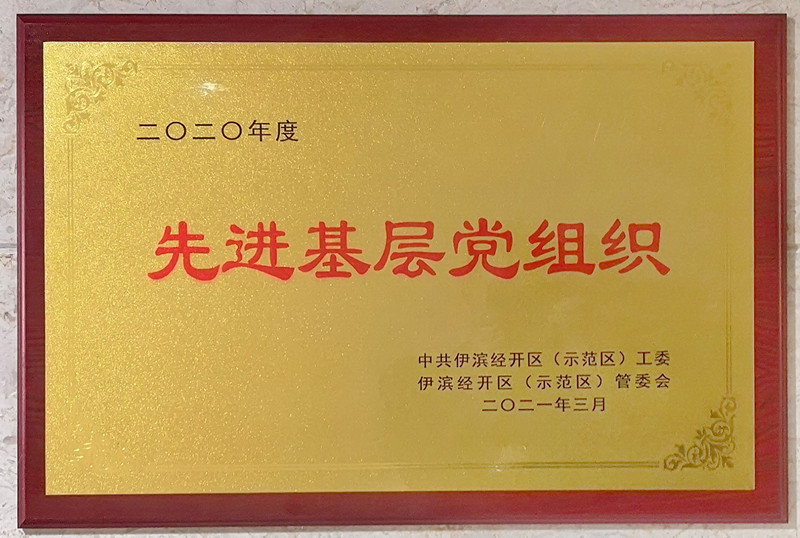 二〇二〇年度
先进基层党组织
中共伊滨经开区（示范区）工委
伊滨经开区（示范区）管委会
二〇二一年三月